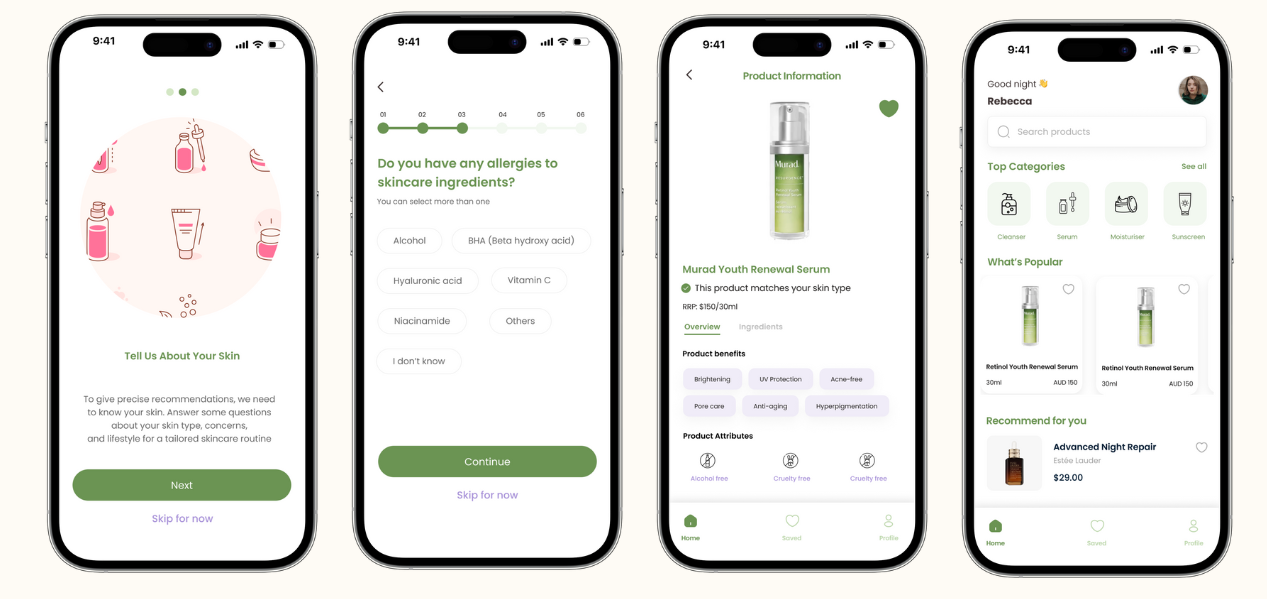 9:41
Tell Us About Your Skin
To give precise recommendations, we need
to know your skin. Answer some questions
about your skin type, concerns,
and lifestyle for a tailored skincare routine
Next
Skip for now
9:41
01 02 03 04 05 06
Do you have any allergies to
skincare ingredients?
You can select more than one
Alcohol BHA (Beta hydroxy acid)
Hyaluronic acid Vitamin C
Niacinamide Others
I don't know
Continue
Skip for now
9:41
Product Information
Murad.
Murad Youth Renewal Serum
This product matches your skin type
RRP: $150/30ml
Overview Ingredients
Product benefits
Brightening UV Protection Acne-free
Pore care Anti-aging Hyperpigmentation
Product Attributes
Alcohol free Cruelty free Cruelty free
Home Saved Profile
9:41
Good night 👋
Rebecca
Search products
Top Categories See all
Cleanser Serum Moisturiser Sunscreen
What's Popular
Retinol Youth Renewal Serum Retinol Youth Renewal Serum
30ml AUD 150 30ml AUD 150
Recommend for you
Advanced Night Repair
Estée Lauder
$29.00
Home Saved Profile